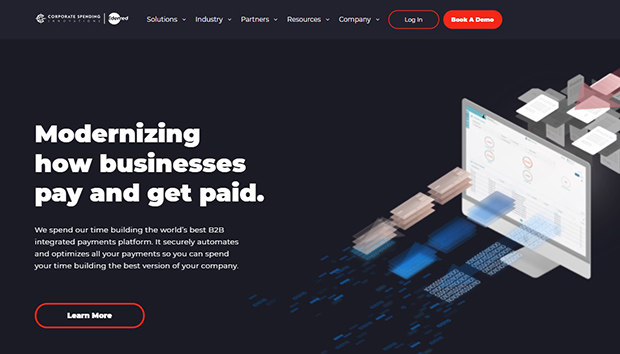 CORPORATE SPENDING
INNOVATIONS
Edenred
Solutions
Industry
Partners
Resources
Company
Log In
Book A Demo
Modernizing
how businesses
pay and get paid.
We spend our time building the world's best B2B
integrated payments platform. It securely automates
and optimizes all your payments so you can spend
your time building the best version of your company.
Learn More